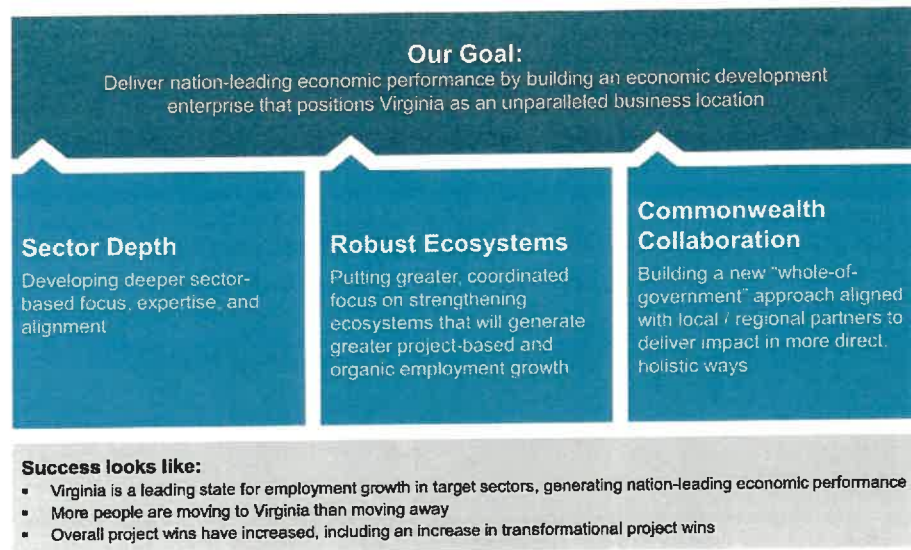 Our Goal:
Deliver nation-leading economic performance by building an economic development
enterprise that positions Virginia as an unparalleled business location
Sector Depth
Developing deeper sector-
based focus, expertise, and
alignment
Robust Ecosystems
Putting greater, coordinated
focus on strengthening
ecosystems that will generate
greater project-based and
organic employment growth
Commonwealth
Collaboration
Building a new "whole-of-
government" approach aligned
with local / regional partners to
deliver impact in more direct,
holistic ways
Success looks like:
▪ Virginia is a leading state for employment growth in target sectors, generating nation-leading economic performance
▪ More people are moving to Virginia than moving away
▪ Overall project wins have increased, including an increase in transformational project wins